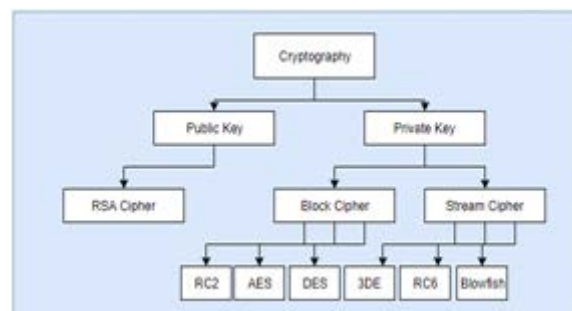 Cryptography
Public Key
Private Key
RSA Cipher
Block Cipher
Stream Cipher
RC2
AES
DES
3DE
RC6
Blowfish